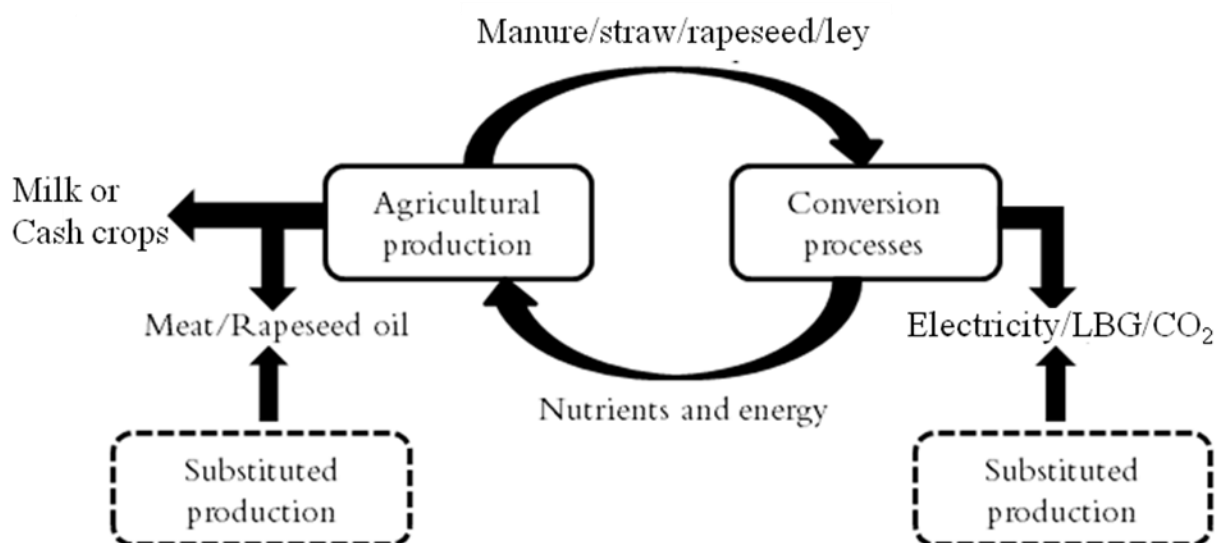 Manure/straw/rapeseed/ley
Milk or
Cash crops
Agricultural
production
Conversion
processes
Meat/Rapeseed oil
Electricity/LBG/CO₂
Nutrients and energy
Substituted
production
Substituted
production